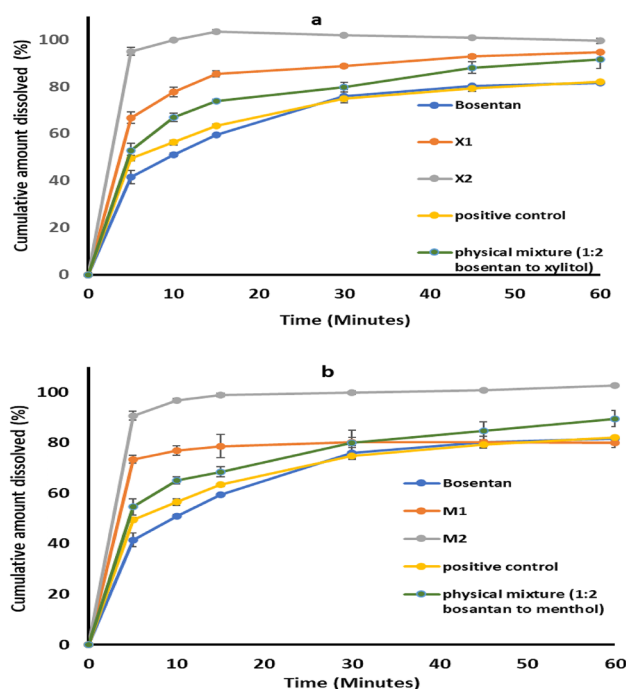 a
Cumulative amount dissolved (%)
100
80
60
40
20
0
Bosentan
X1
X2
positive control
physical mixture (1:2
bosentan to xylitol)
0 10 20 30 40 50 60
Time (Minutes)
b
Cumulative amount dissolved (%)
100
80
60
40
20
0
Bosentan
M1
M2
positive control
physical mixture (1:2
bosantan to menthol)
0 10 20 30 40 50 60
Time (Minutes)